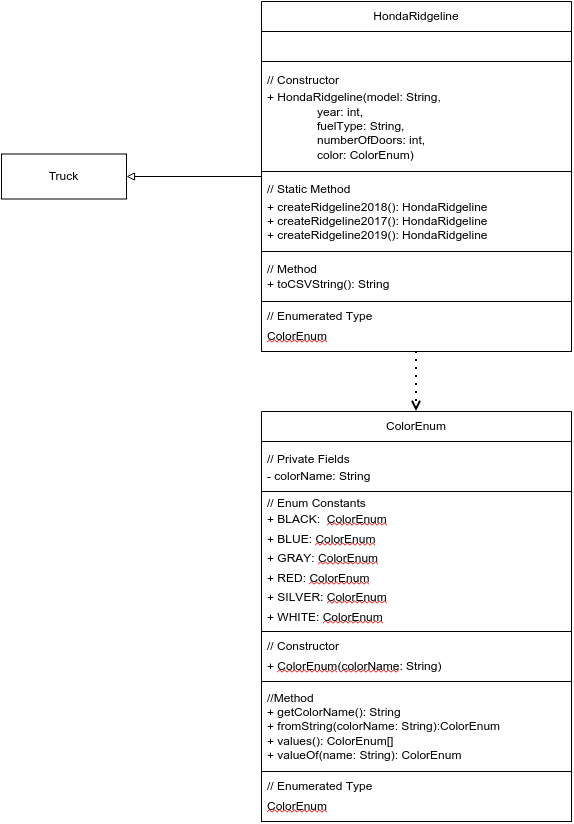 HondaRidgeline
// Constructor
+ HondaRidgeline(model: String,
year: int,
fuelType: String,
numberOfDoors: int,
color: ColorEnum)
Truck
// Static Method
+ createRidgeline2018(): HondaRidgeline
+ createRidgeline2017(): HondaRidgeline
+ createRidgeline2019(): HondaRidgeline
// Method
+ toCSVString(): String
// Enumerated Type
ColorEnum
ColorEnum
// Private Fields
- colorName: String
// Enum Constants
+ BLACK:  ColorEnum
+ BLUE: ColorEnum
+ GRAY: ColorEnum
+ RED: ColorEnum
+ SILVER: ColorEnum
+ WHITE: ColorEnum
// Constructor
+ ColorEnum(colorName: String)
//Method
+ getColorName(): String
+ fromString(colorName: String):ColorEnum
+ values(): ColorEnum[]
+ valueOf(name: String): ColorEnum
// Enumerated Type
ColorEnum